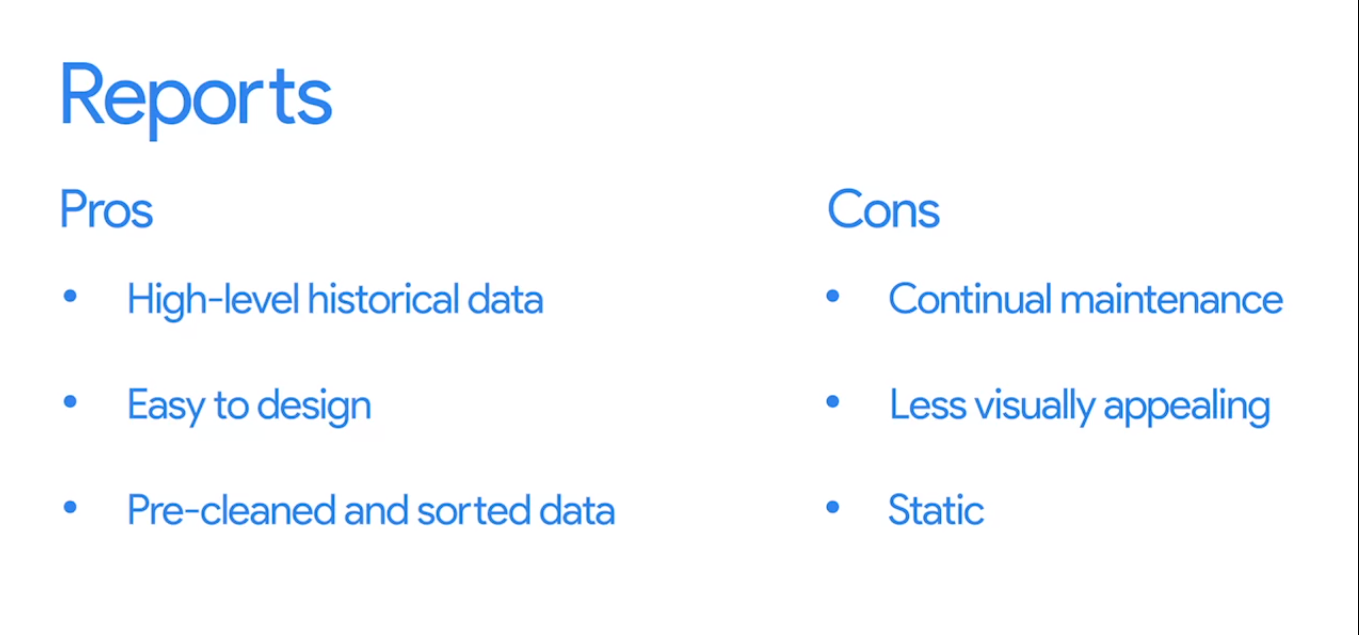 Reports
Pros
• High-level historical data
• Easy to design
• Pre-cleaned and sorted data
Cons
• Continual maintenance
• Less visually appealing
• Static